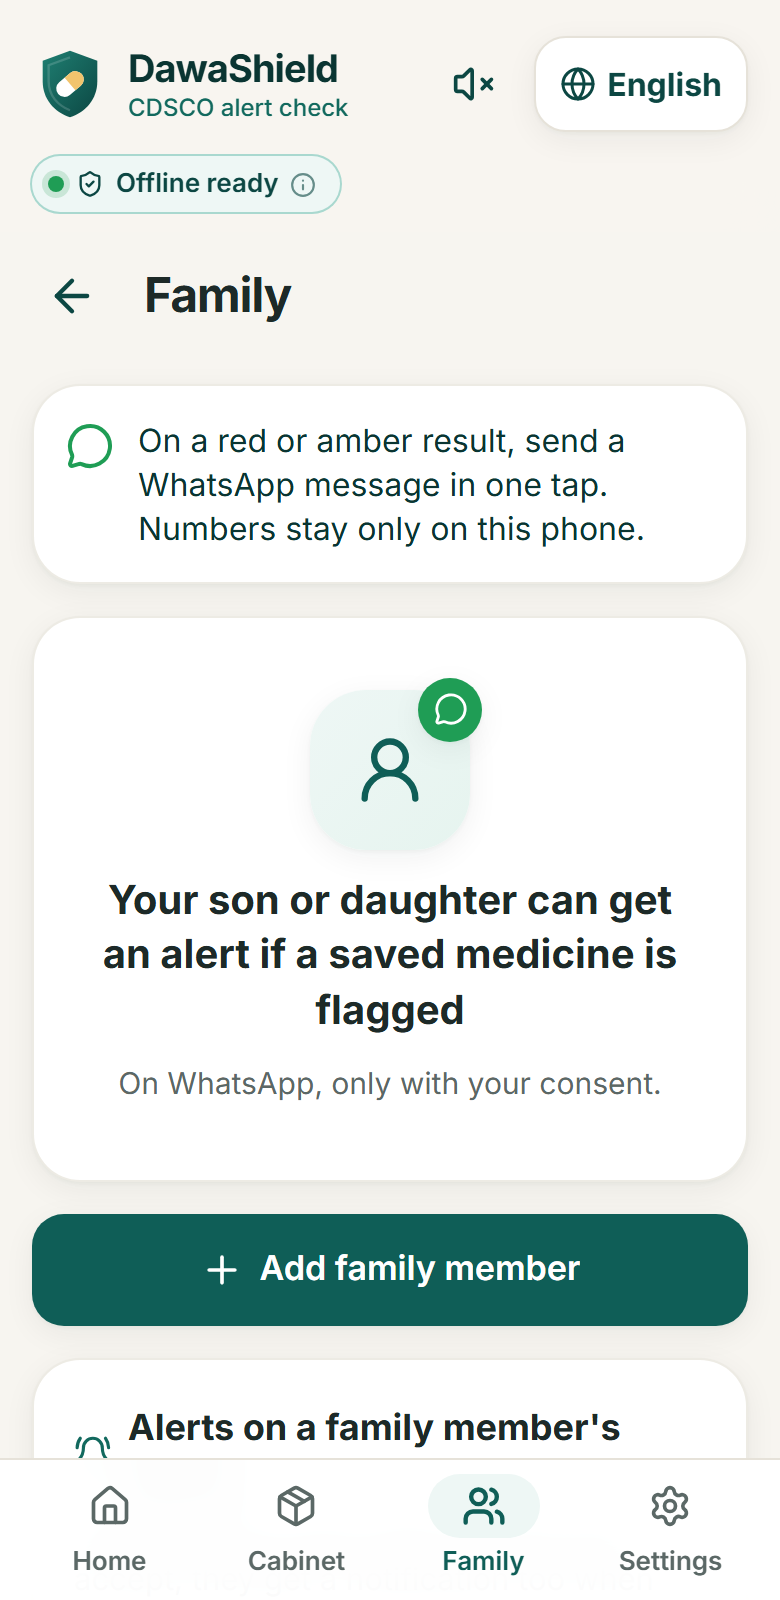 DawaShield
CDSCO alert check
English
Offline ready
Family
On a red or amber result, send a
WhatsApp message in one tap.
Numbers stay only on this phone.
Your son or daughter can get
an alert if a saved medicine is
flagged
On WhatsApp, only with your consent.
Add family member
Alerts on a family member's
Home
Cabinet
Family
Settings